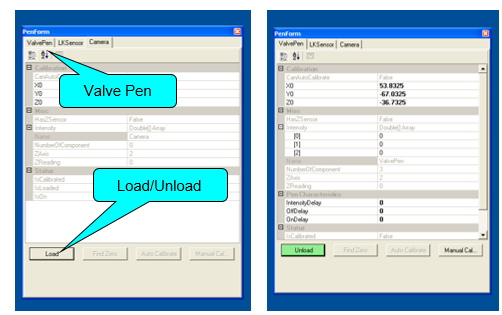 PenForm
ValvePen LKSensor Camera
Calibration
CanAuto
X0
Y0
Z0
Misc
HasZSensor False
Intensity Double[] Array
Name Camera
NumberOfComponent 0
ZAxis 2
ZReading 0
Status
IsCalibrated
IsLoaded
IsOn
Load Find Zero Auto Calibrate Manual Cal...
Valve Pen
Load/Unload
PenForm
ValvePen LKSensor Camera
Calibration
CanAutoCalibrate False
X0 53.8325
Y0 -67.0325
Z0 -36.7325
Misc
HasZSensor False
Intensity Double[] Array
[0] 0
[1] 0
[2] 0
Name ValvePen
NumberOfComponent 3
ZAxis 2
ZReading 0
Pen Characteristics
IntensityDelay 0
OffDelay 0
OnDelay 0
Status
IsCalibrated False
Unload Find Zero Auto Calibrate Manual Cal...